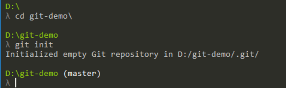 D:\
λ cd git-demo\
D:\git-demo
λ git init
Initialized empty Git repository in D:/git-demo/.git/
D:\git-demo (master)
λ